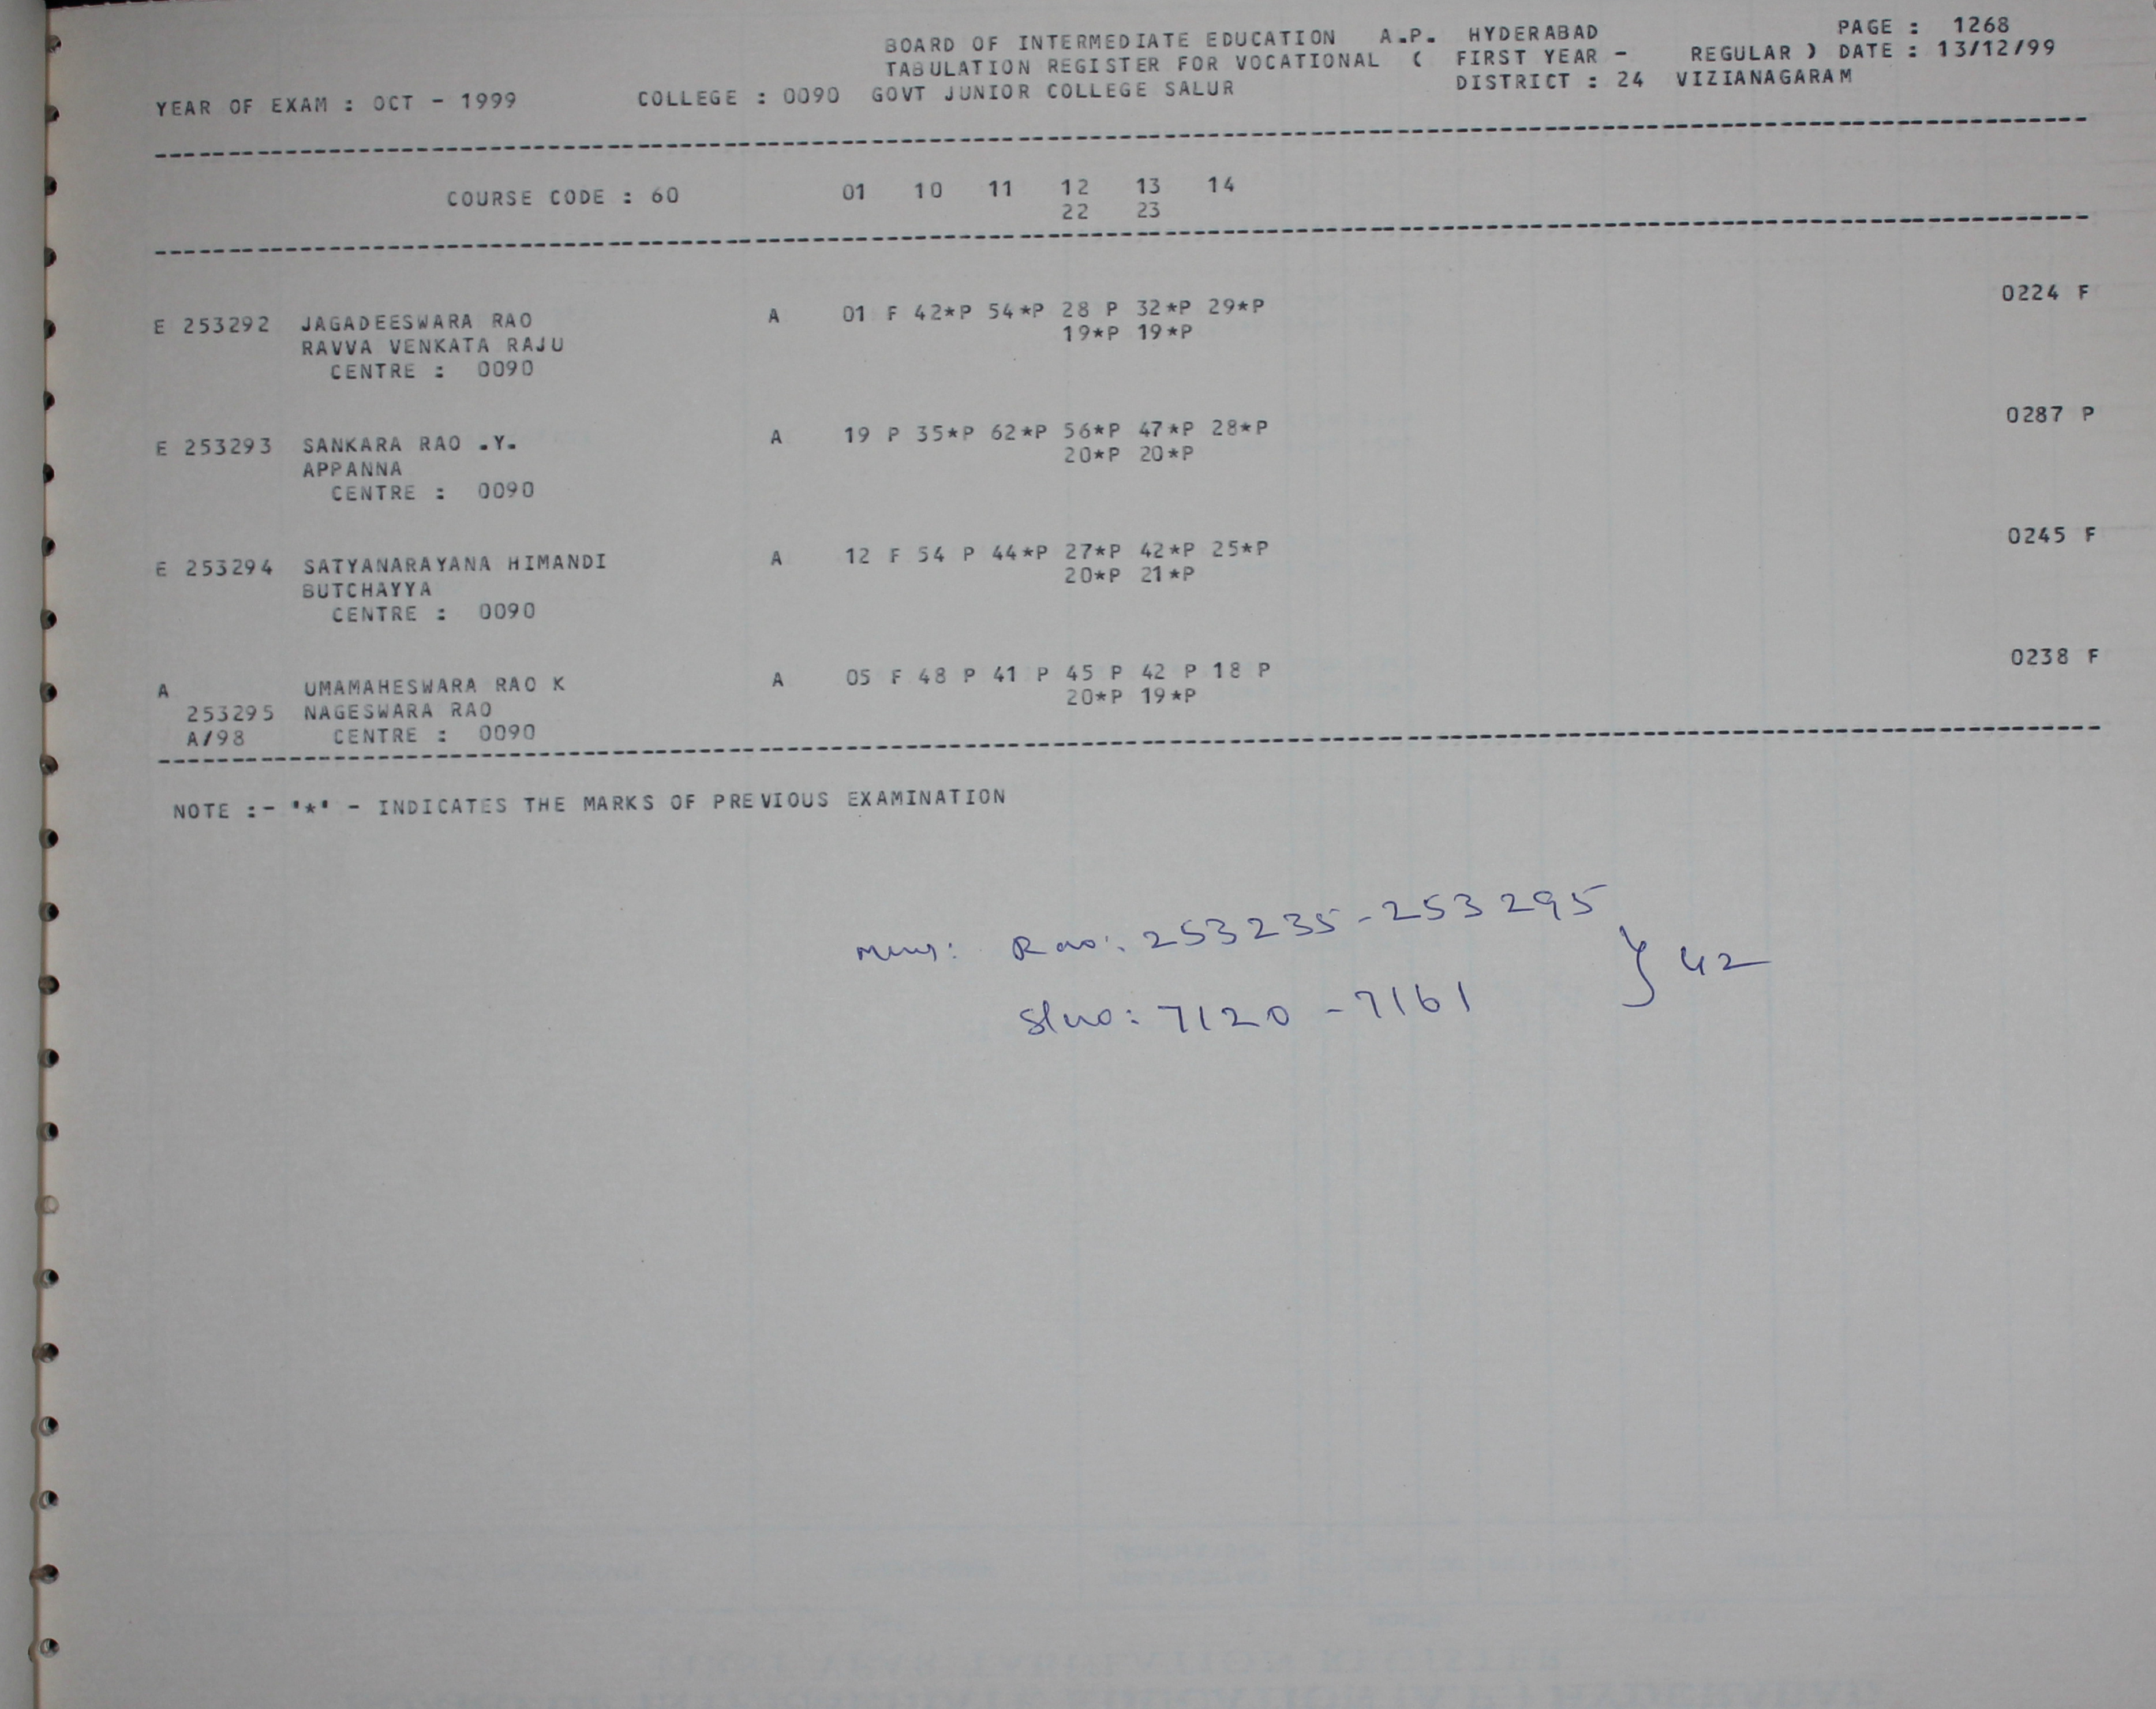 BOARD OF INTERMEDIATE EDUCATION A.P. HYDERABAD PAGE : 1268
TABULATION REGISTER FOR VOCATIONAL ( FIRST YEAR - REGULAR ) DATE : 13/12/99
YEAR OF EXAM : OCT - 1999 COLLEGE : 0090 GOVT JUNIOR COLLEGE SALUR DISTRICT : 24 VIZIANAGARAM
COURSE CODE : 60 01 10 11 12 13 14
22 23
E 253292 JAGADEESWARA RAO A 01 F 42*P 54*P 28 P 32*P 29*P 0224 F
RAVVA VENKATA RAJU 19*P 19*P
CENTRE : 0090
E 253293 SANKARA RAO .Y. A 19 P 35*P 62*P 56*P 47*P 28*P 0287 P
APPANNA 20*P 20*P
CENTRE : 0090
E 253294 SATYANARAYANA HIMANDI A 12 F 54 P 44*P 27*P 42*P 25*P 0245 F
BUTCHAYYA 20*P 21*P
CENTRE : 0090
A UMAMAHESWARA RAO K A 05 F 48 P 41 P 45 P 42 P 18 P 0238 F
253295 NAGESWARA RAO 20*P 19*P
A/98 CENTRE : 0090
NOTE :- '*' - INDICATES THE MARKS OF PREVIOUS EXAMINATION
253235-253295
} 42
Slno: 7120 - 7161